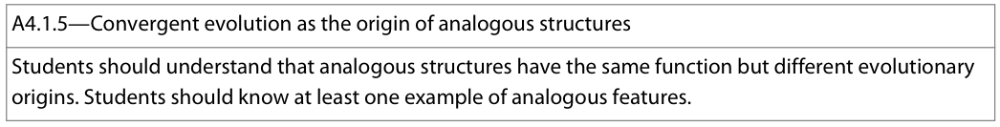 A4.1.5—Convergent evolution as the origin of analogous structures
Students should understand that analogous structures have the same function but different evolutionary
origins. Students should know at least one example of analogous features.